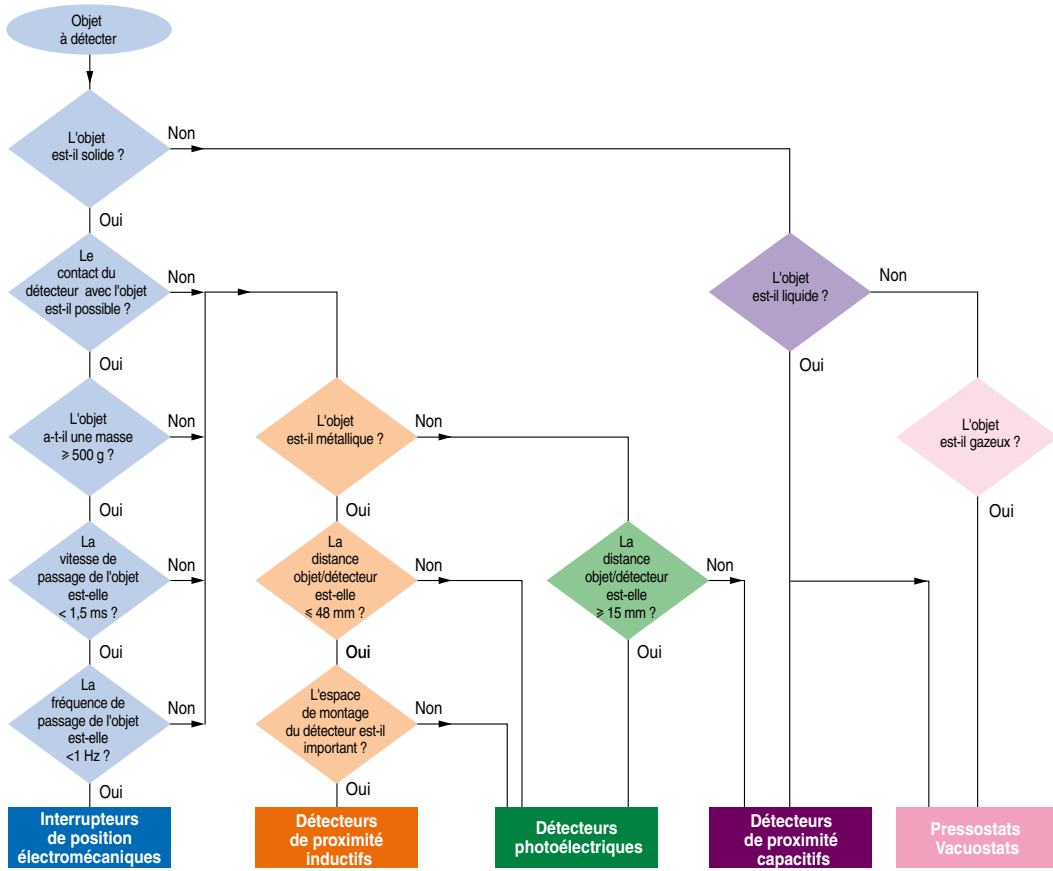 Objet
à détecter
L'objet
est-il solide ?
Non
Oui
Le
contact du
détecteur avec l'objet
est-il possible ?
Non
Oui
L'objet
est-il liquide ?
Non
Oui
L'objet
a-t-il une masse
⩾ 500 g ?
Non
Oui
L'objet
est-il métallique ?
Non
Oui
L'objet
est-il gazeux ?
Oui
La
vitesse de
passage de l'objet
est-elle
< 1,5 ms ?
Non
Oui
La
distance
objet/détecteur
est-elle
⩽ 48 mm ?
Non
Oui
La
distance
objet/détecteur
est-elle
⩾ 15 mm ?
Non
Oui
La
fréquence de
passage de l'objet
est-elle
<1 Hz ?
Non
Oui
L'espace
de montage
du détecteur est-il
important ?
Non
Oui
Interrupteurs
de position
électromécaniques
Détecteurs
de proximité
inductifs
Détecteurs
photoélectriques
Détecteurs
de proximité
capacitifs
Pressostats
Vacuostats